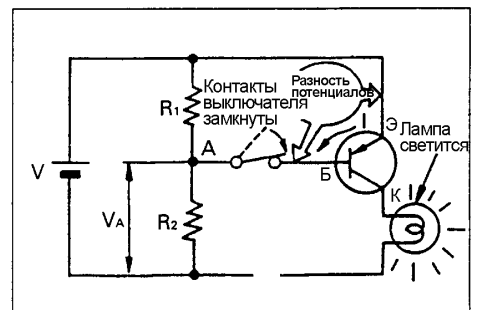 Контакты
выключателя
замкнуты
Разность
потенциалов
R1
I
Э
Лампа
светится
A
Б
V
VA
R2
К